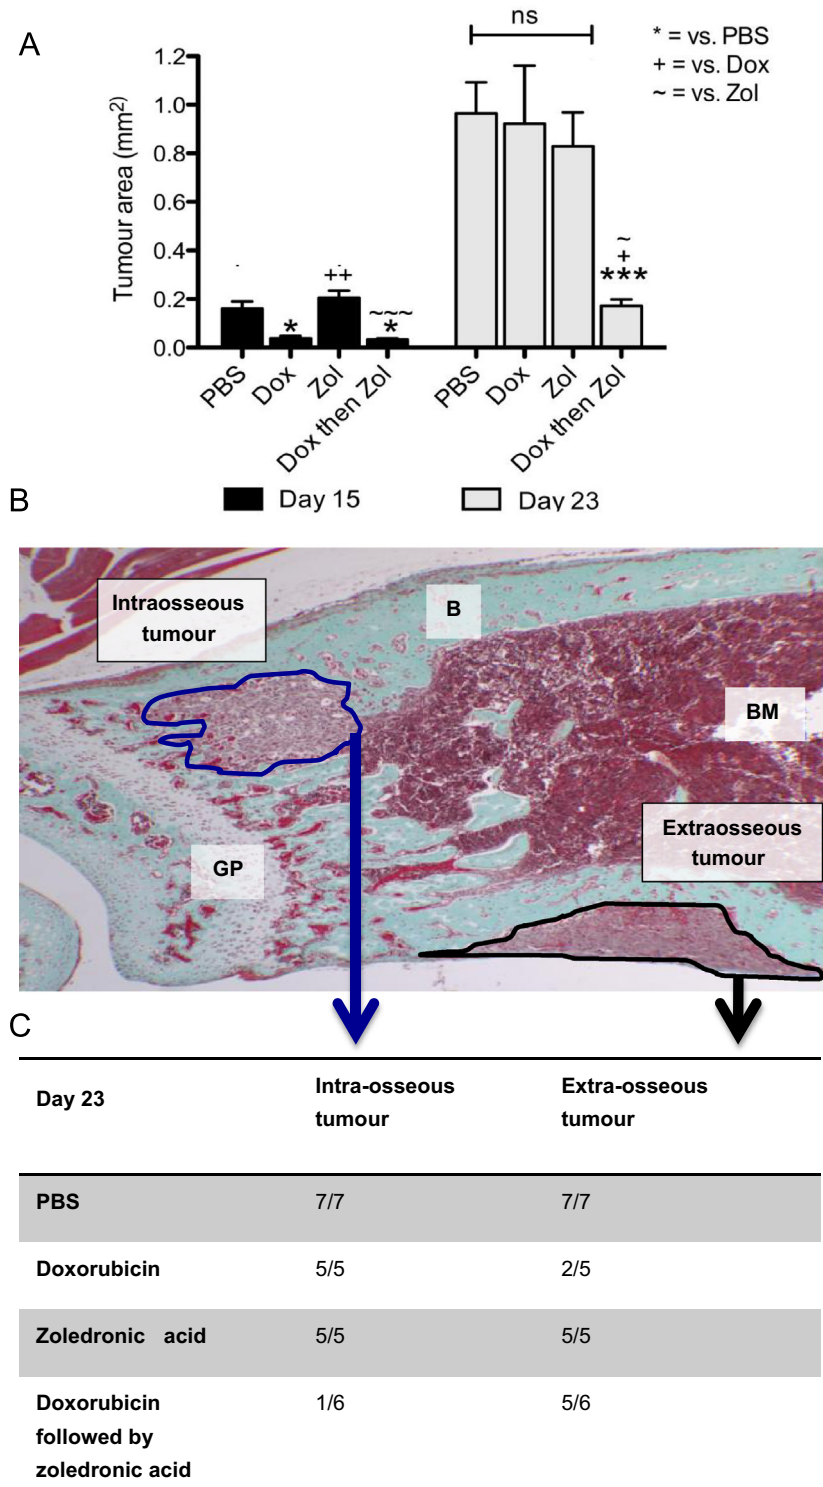 A
ns
* = vs. PBS
+ = vs. Dox
~ = vs. Zol
Tumour area (mm²)
1.2
1.0
0.8
0.6
0.4
0.2
0.0
*
++
~~~
*
~
+
***
PBS
Dox
Zol
Dox then Zol
PBS
Dox
Zol
Dox then Zol
Day 15
Day 23
B
Intraosseous
tumour
B
BM
Extraosseous
tumour
GP
C
Day 23
Intra-osseous
tumour
Extra-osseous
tumour
PBS 7/7 7/7
Doxorubicin 5/5 2/5
Zoledronic acid 5/5 5/5
Doxorubicin 1/6 5/6
followed by
zoledronic acid